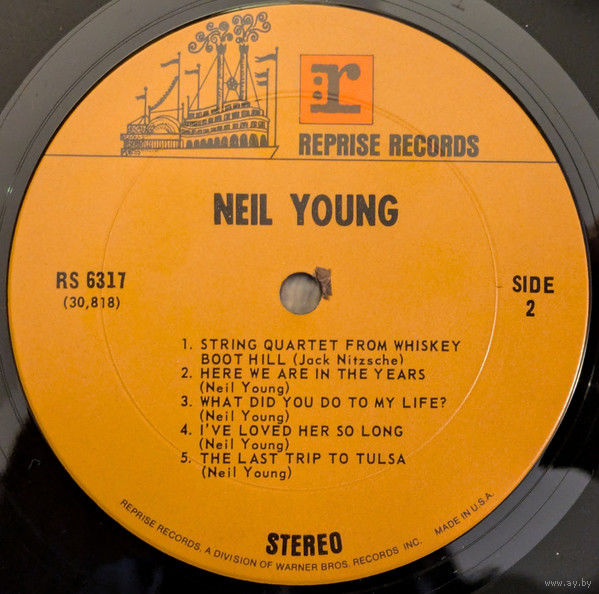 :r
REPRISE RECORDS
NEIL YOUNG
RS 6317
(30,818)
SIDE
2
1. STRING QUARTET FROM WHISKEY
BOOT HILL (Jack Nitzsche)
2. HERE WE ARE IN THE YEARS
(Neil Young)
3. WHAT DID YOU DO TO MY LIFE?
(Neil Young)
4. I'VE LOVED HER SO LONG
(Neil Young)
5. THE LAST TRIP TO TULSA
(Neil Young)
STEREO
REPRISE RECORDS, A DIVISION OF WARNER BROS. RECORDS INC. MADE IN U.S.A.
www.ay.by